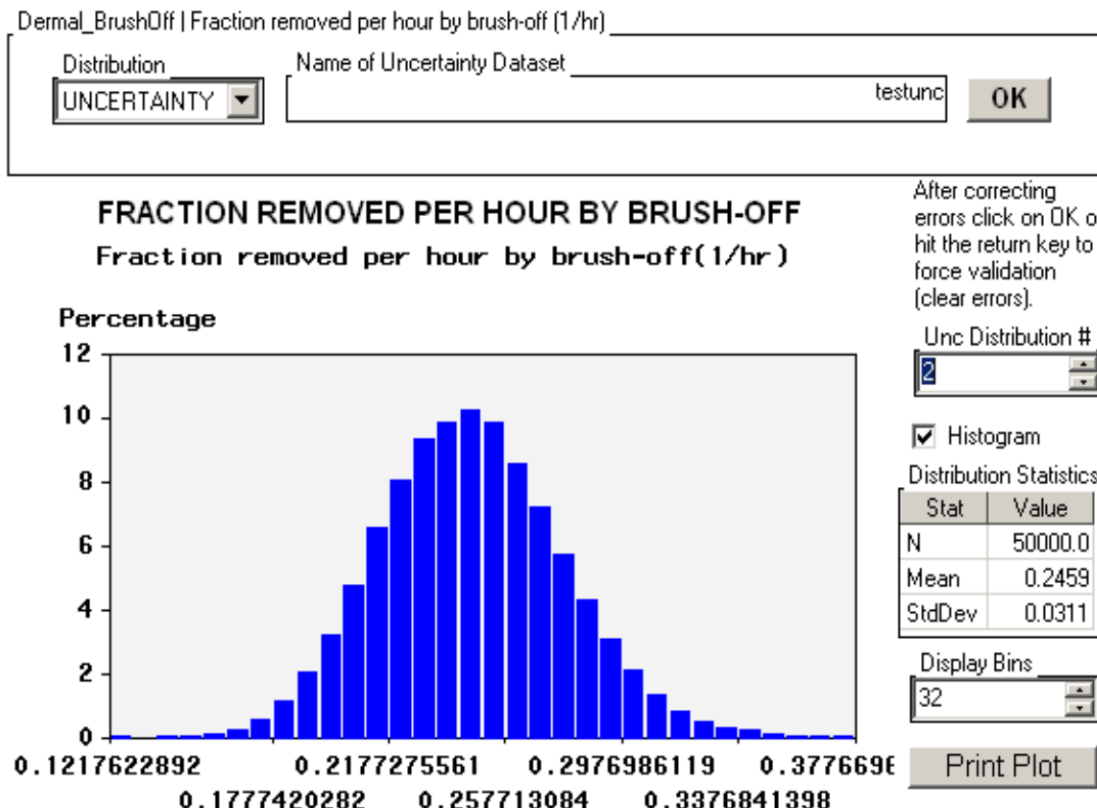 Dermal_BrushOff | Fraction removed per hour by brush-off (1/hr)
Distribution
Name of Uncertainty Dataset
UNCERTAINTY
testunc
OK
After correcting
errors click on OK o
hit the return key to
force validation
(clear errors).
FRACTION REMOVED PER HOUR BY BRUSH-OFF
Fraction removed per hour by brush-off(1/hr)
Percentage
12
10
8
6
4
2
0
0.1217622892 0.2177275561 0.2976986119 0.3776696
0.1777420282 0.257713084 0.3376841398
Unc Distribution #
2
Histogram
Distribution Statistics
Stat Value
N 50000.0
Mean 0.2459
StdDev 0.0311
Display Bins
32
Print Plot